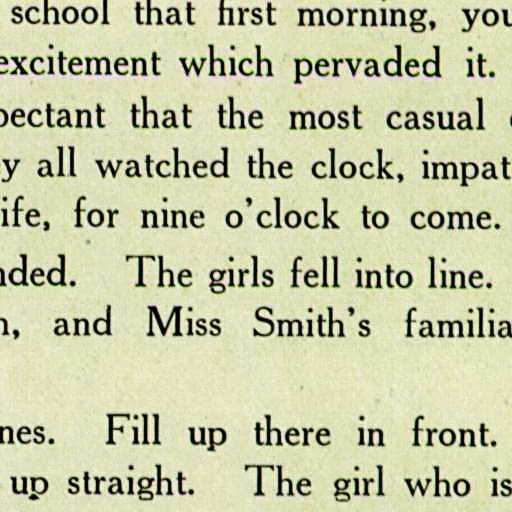 school that first morning, you
excitement which pervaded it.
pectant that the most casual
y all watched the clock, impat
ife, for nine o'clock to come.
nded. The girls fell into line.
n, and Miss Smith's familia
nes. Fill up there in front.
up straight. The girl who is